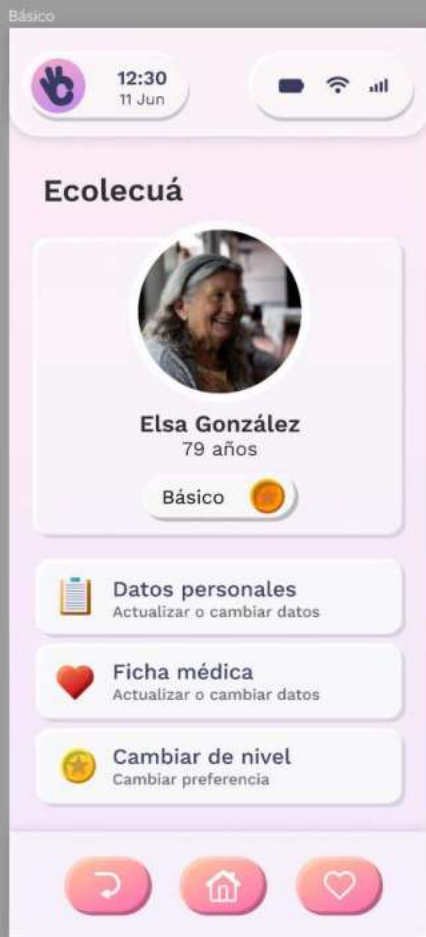 Básico
12:30
11 Jun
Ecolecuá
Elsa González
79 años
Básico
Datos personales
Actualizar o cambiar datos
Ficha médica
Actualizar o cambiar datos
Cambiar de nivel
Cambiar preferencia